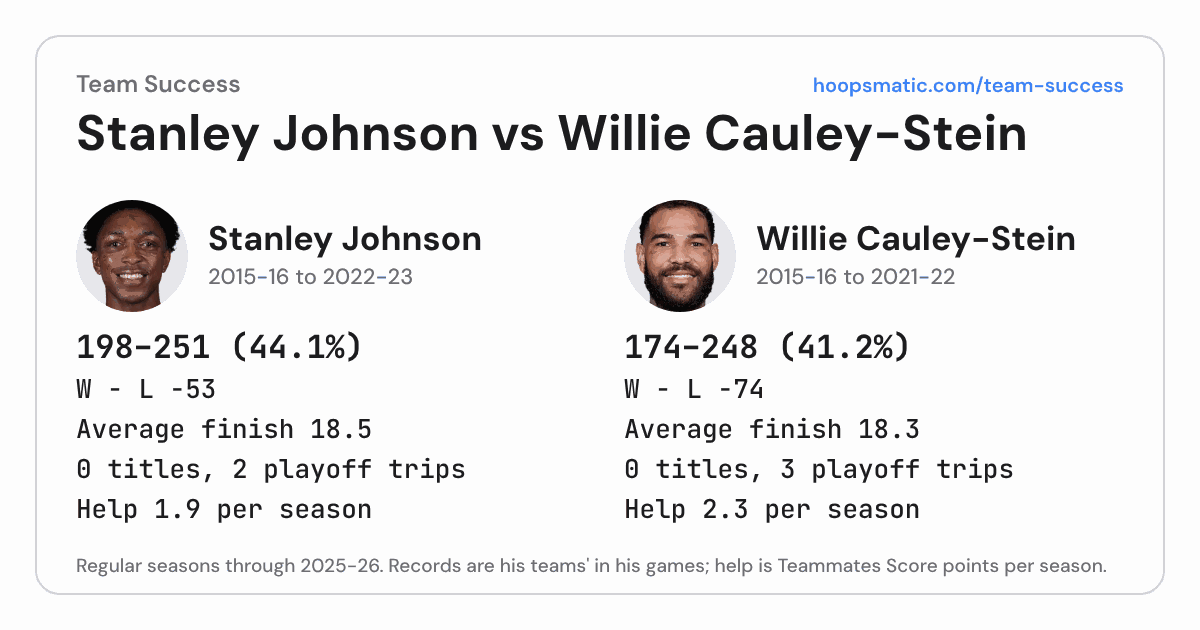 Team Success
hoopsmatic.com/team-success
Stanley Johnson vs Willie Cauley-Stein
Stanley Johnson
2015-16 to 2022-23
198-251 (44.1%)
W - L -53
Average finish 18.5
0 titles, 2 playoff trips
Help 1.9 per season
Willie Cauley-Stein
2015-16 to 2021-22
174-248 (41.2%)
W - L -74
Average finish 18.3
0 titles, 3 playoff trips
Help 2.3 per season
Regular seasons through 2025-26. Records are his teams' in his games; help is Teammates Score points per season.